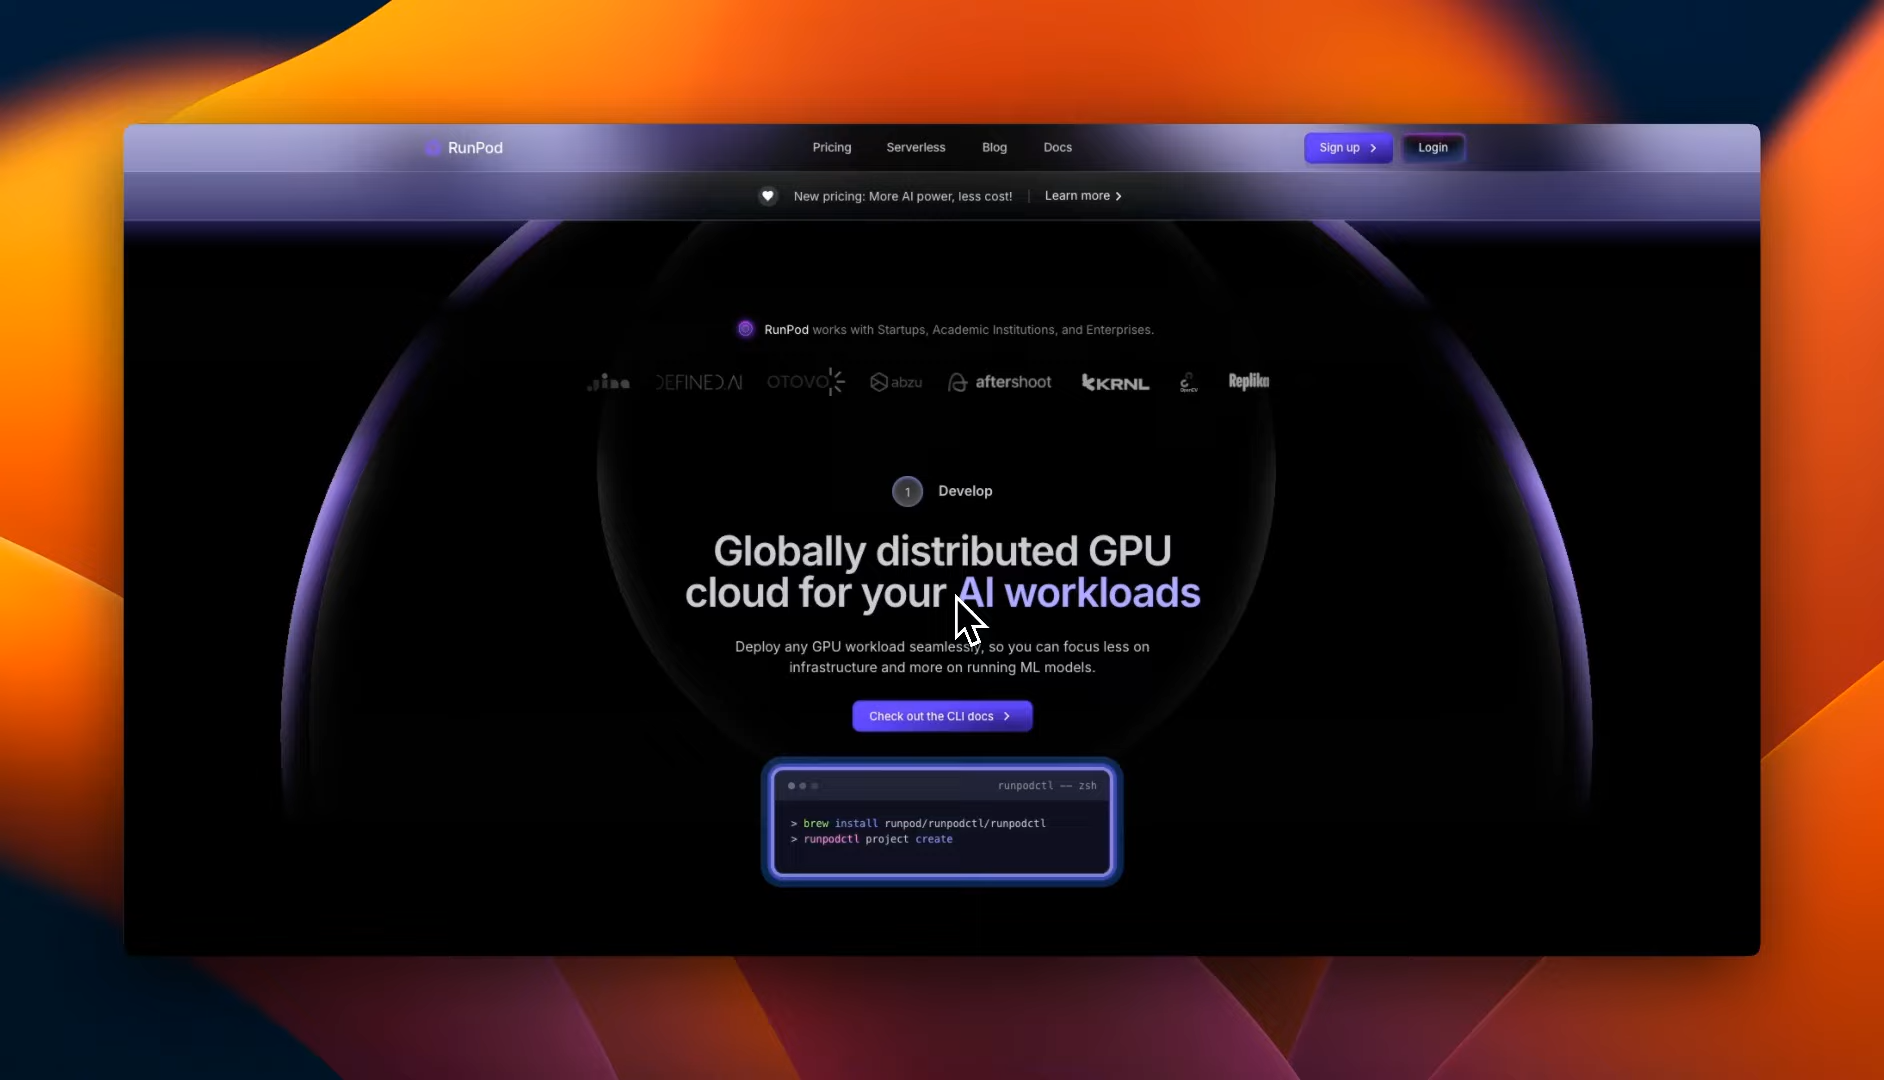 RunPod
Pricing Serverless Blog Docs
Sign up Login
New pricing: More AI power, less cost! | Learn more
RunPod works with Startups, Academic Institutions, and Enterprises.
Jina DEFINED.AI OTOVO abzu aftershoot KRNL OpenCV Replika
1 Develop
Globally distributed GPU
cloud for your AI workloads
Deploy any GPU workload seamlessly, so you can focus less on
infrastructure and more on running ML models.
Check out the CLI docs
runpodctl — zsh
> brew install runpod/runpodctl/runpodctl
> runpodctl project create